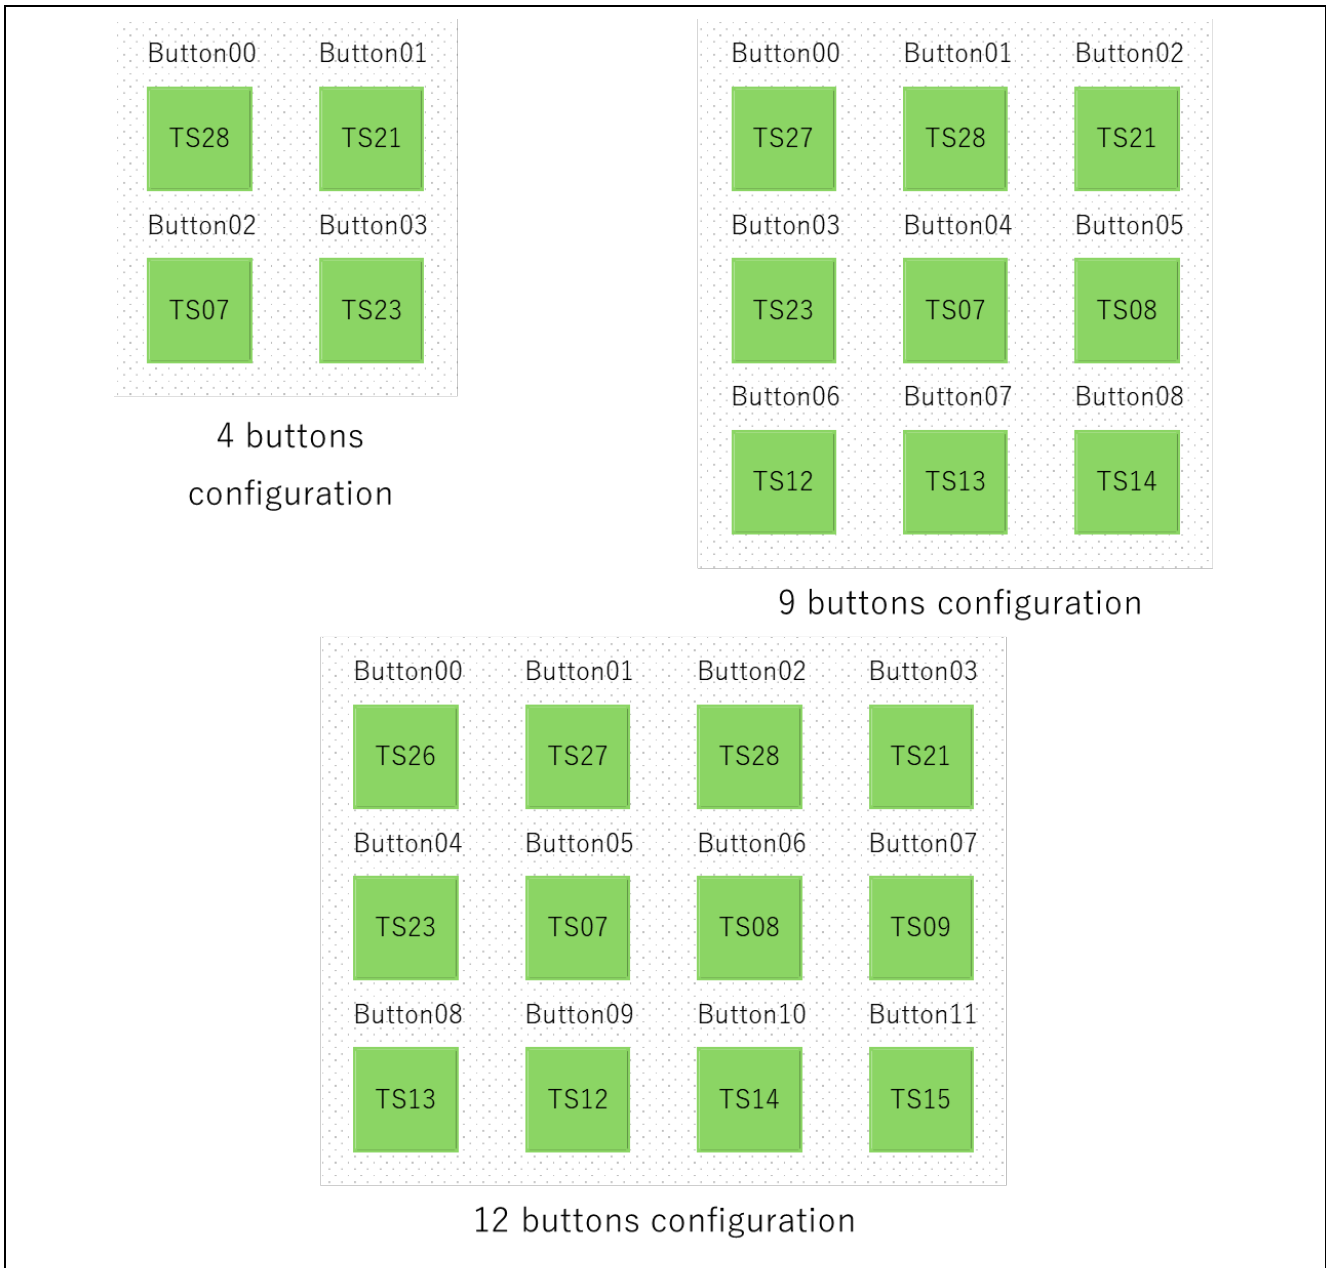 Button00 Button01
TS28 TS21
Button02 Button03
TS07 TS23
4 buttons
configuration
Button00 Button01 Button02
TS27 TS28 TS21
Button03 Button04 Button05
TS23 TS07 TS08
Button06 Button07 Button08
TS12 TS13 TS14
9 buttons configuration
Button00 Button01 Button02 Button03
TS26 TS27 TS28 TS21
Button04 Button05 Button06 Button07
TS23 TS07 TS08 TS09
Button08 Button09 Button10 Button11
TS13 TS12 TS14 TS15
12 buttons configuration